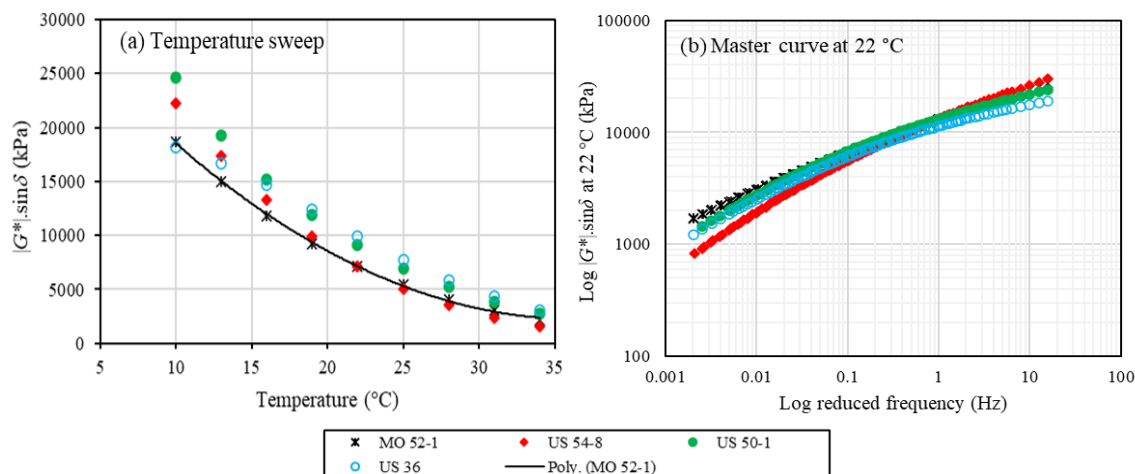 (a) Temperature sweep
|G*|.sinδ (kPa)
30000
25000
20000
15000
10000
5000
0
5 10 15 20 25 30 35
Temperature (°C)
(b) Master curve at 22 °C
Log |G*|.sinδ at 22 °C (kPa)
100000
10000
1000
100
0.001 0.01 0.1 1 10 100
Log reduced frequency (Hz)
MO 52-1 US 54-8 US 50-1
US 36 Poly. (MO 52-1)